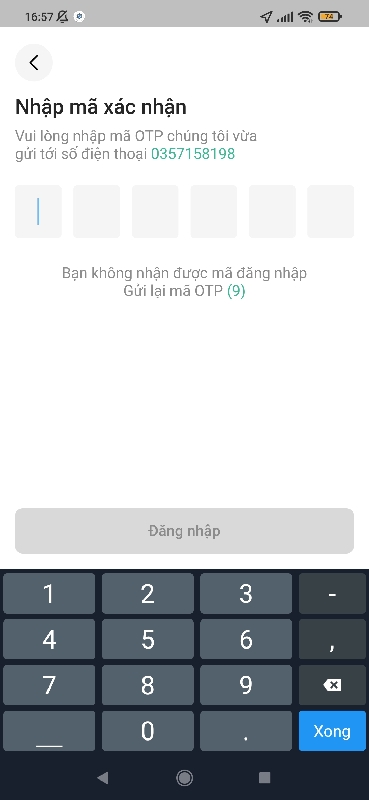 16:57
74
Nhập mã xác nhận
Vui lòng nhập mã OTP chúng tôi vừa
gửi tới số điện thoại 0357158198
Bạn không nhận được mã đăng nhập
Gửi lại mã OTP (9)
Đăng nhập
1 2 3 -
4 5 6 ,
7 8 9
_ 0 . Xong